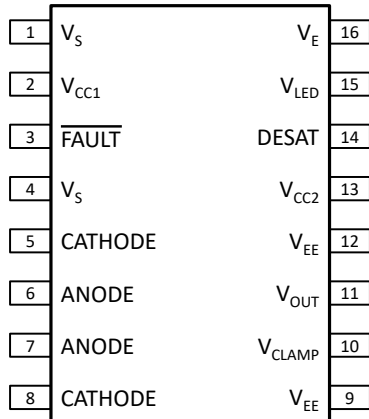 1 V_S V_E 16
2 V_CC1 V_LED 15
3 FAULT DESAT 14
4 V_S V_CC2 13
5 CATHODE V_EE 12
6 ANODE V_OUT 11
7 ANODE V_CLAMP 10
8 CATHODE V_EE 9